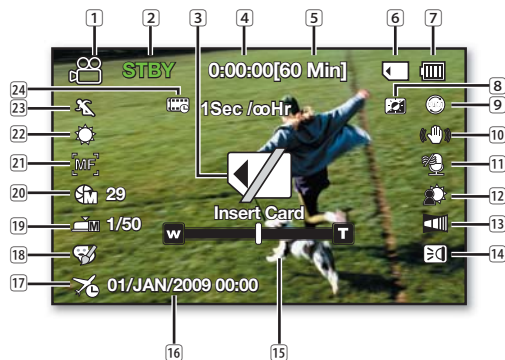 1 2 3 4 5 6 7
STBY 0:00:00[60 Min]
24 8
1Sec /∞Hr
23 9
22 10
21 [MF] 11
20 M 29 12
Insert Card
19 M 1/50 13
W T
18 14
17 01/JAN/2009 00:00
16 15